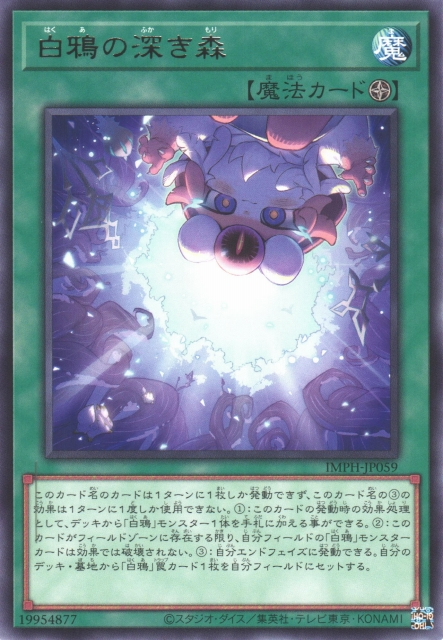 白鴉の深き森
【魔法カード】
魔
IMPH-JP059
このカード名のカードは1ターンに1枚しか発動できず、このカード名の③の
効果は1ターンに1度しか使用できない。①：このカードの発動時の効果処理
として、デッキから「白鴉」モンスター1体を手札に加える事ができる。②：この
カードがフィールドゾーンに存在する限り、自分フィールドの「白鴉」モンスター
カードは効果では破壊されない。③：自分エンドフェイズに発動できる。自分の
デッキ・墓地から「白鴉」罠カード1枚を自分フィールドにセットする。
19954877
©スタジオ・ダイス／集英社・テレビ東京・KONAMI